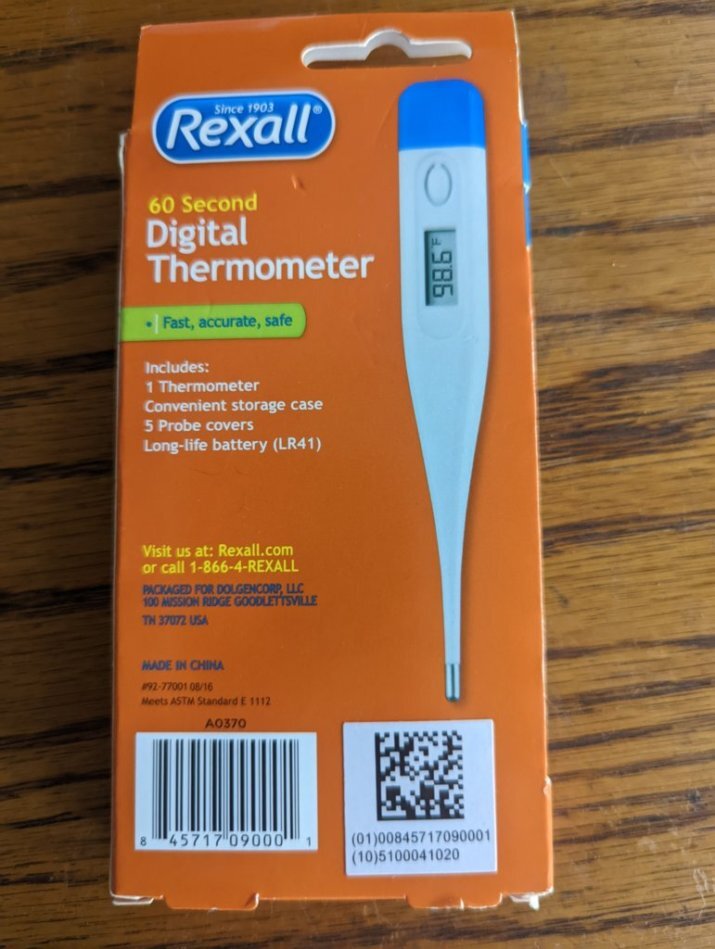 Since 1903
Rexall®
60 Second
Digital
Thermometer
• Fast, accurate, safe
98.6 F
Includes:
1 Thermometer
Convenient storage case
5 Probe covers
Long-life battery (LR41)
Visit us at: Rexall.com
or call 1-866-4-REXALL
PACKAGED FOR DOLGENCORP, LLC
100 MISSION RIDGE GOODLETTSVILLE
TN 37072 USA
MADE IN CHINA
#92-77001 08/16
Meets ASTM Standard E 1112
A0370
8 45717 09000 1
(01)00845717090001
(10)5100041020